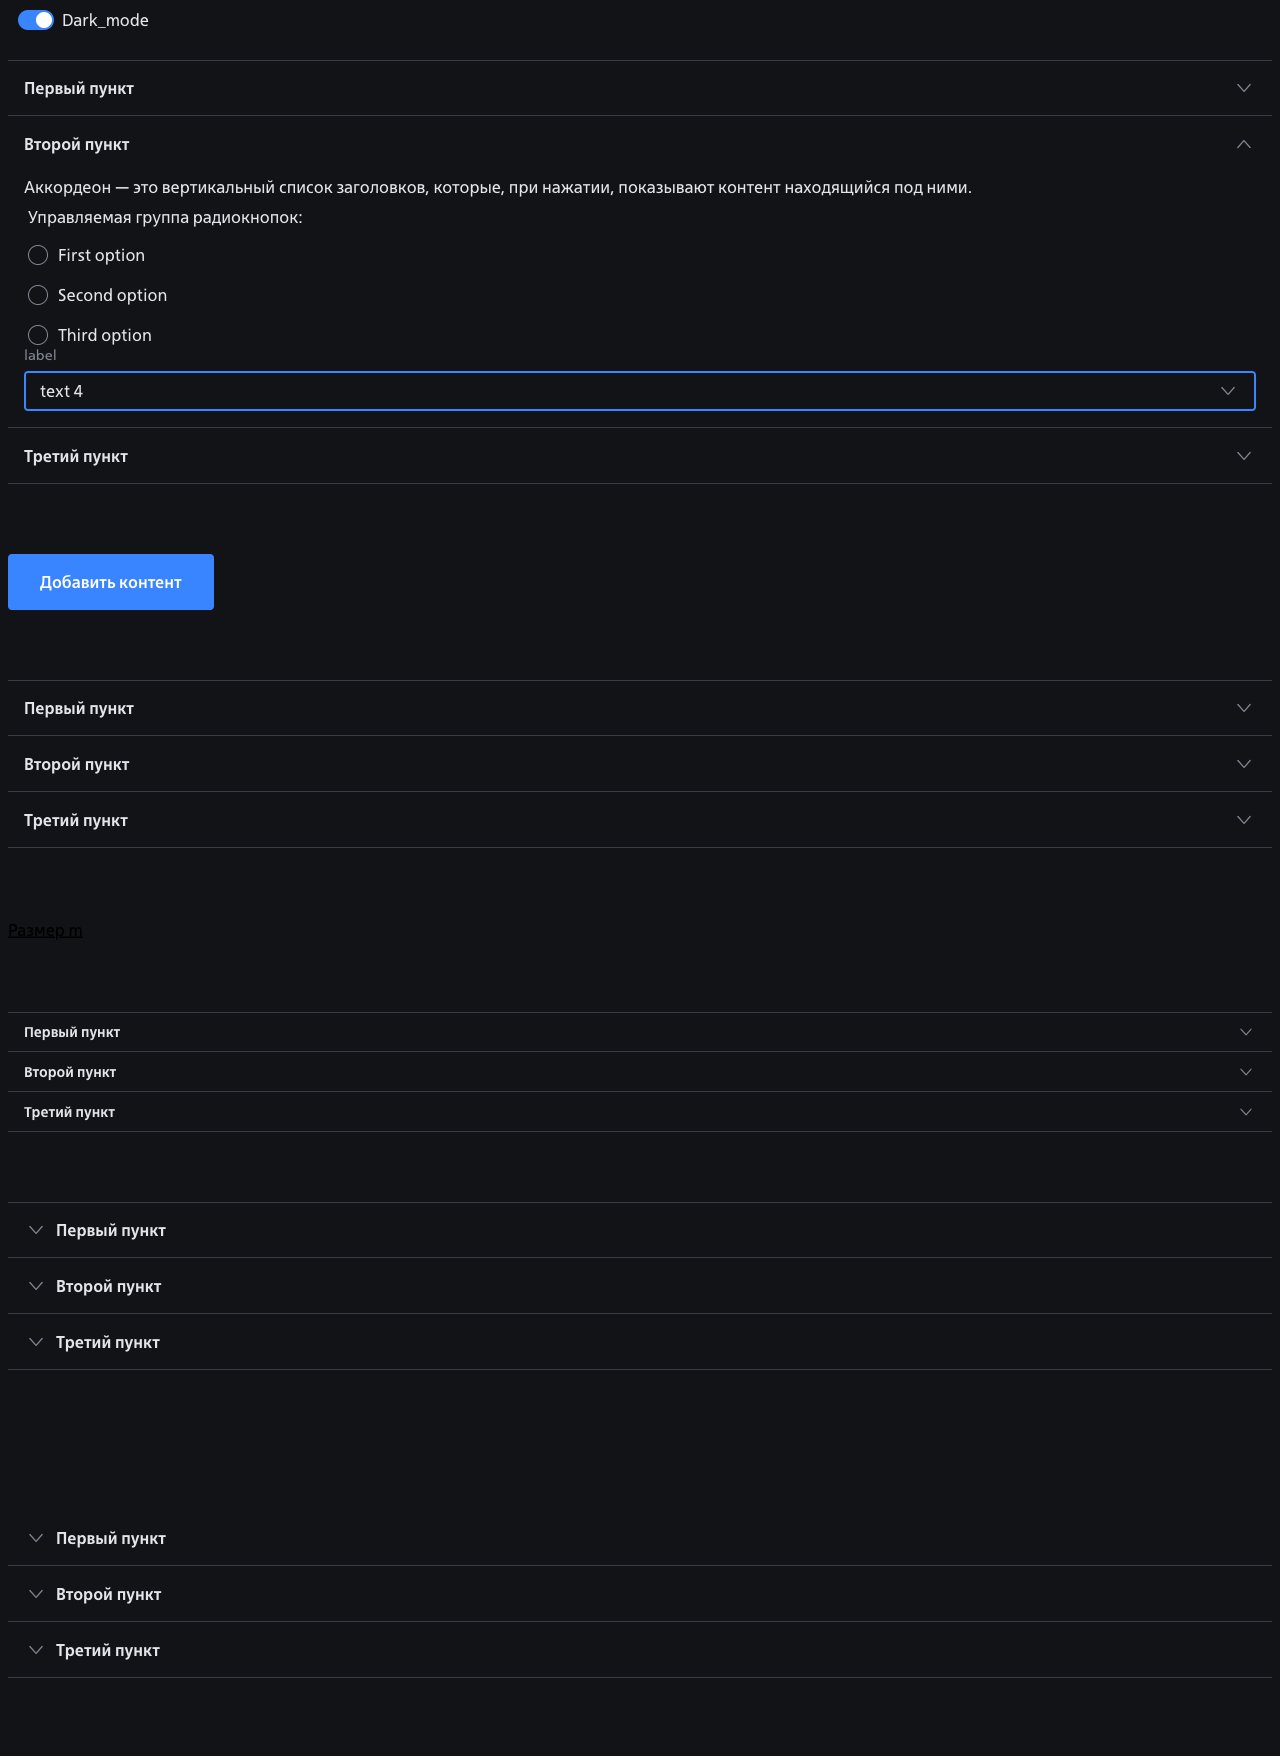 Dark_mode
Первый пункт
Второй пункт
Аккордеон — это вертикальный список заголовков, которые, при нажатии, показывают контент находящийся под ними.
Управляемая группа радиокнопок:
First option
Second option
Third option
label
text 4
Третий пункт
Добавить контент
Первый пункт
Второй пункт
Третий пункт
Размер m
Первый пункт
Второй пункт
Третий пункт
Первый пункт
Второй пункт
Третий пункт
Первый пункт
Второй пункт
Третий пункт